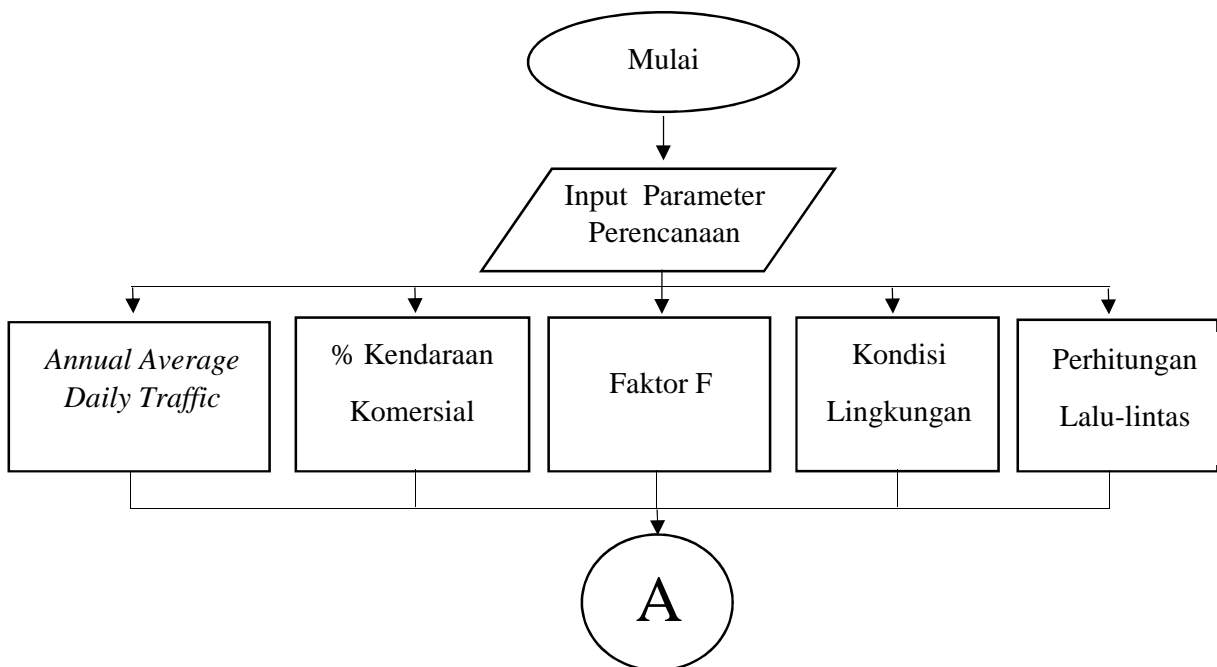 Mulai
Input Parameter
Perencanaan
Annual Average
Daily Traffic
% Kendaraan
Komersial
Faktor F
Kondisi
Lingkungan
Perhitungan
Lalu-lintas
A